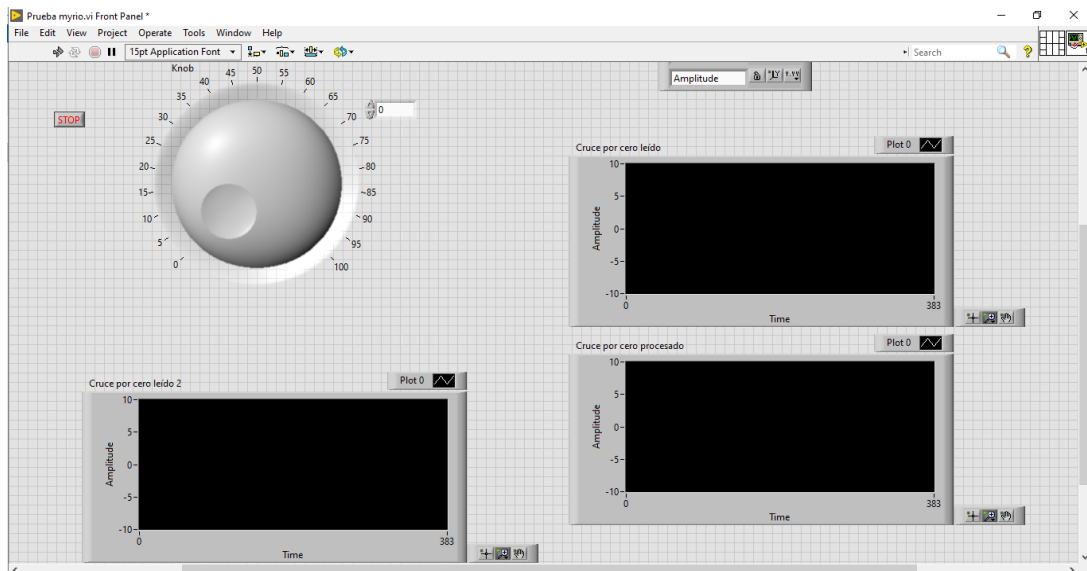 Prueba myrio.vi Front Panel *
File Edit View Project Operate Tools Window Help
15pt Application Font
Search
Knob
0
5
10
15
20
25
30
35
40
45
50
55
60
65
70
75
80
85
90
95
100
0
STOP
Amplitude
Cruce por cero leído
Plot 0
10
5
0
-5
-10
Amplitude
0 383
Time
Cruce por cero procesado
Plot 0
10
5
0
-5
-10
Amplitude
0 383
Time
Cruce por cero leído 2
Plot 0
10
5
0
-5
-10
Amplitude
0 383
Time